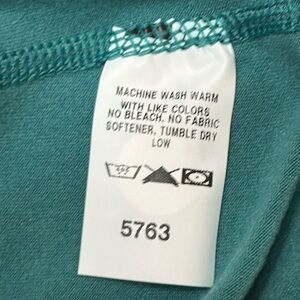 MACHINE WASH WARM
WITH LIKE COLORS
NO BLEACH. NO FABRIC
SOFTENER, TUMBLE DRY
LOW
5763